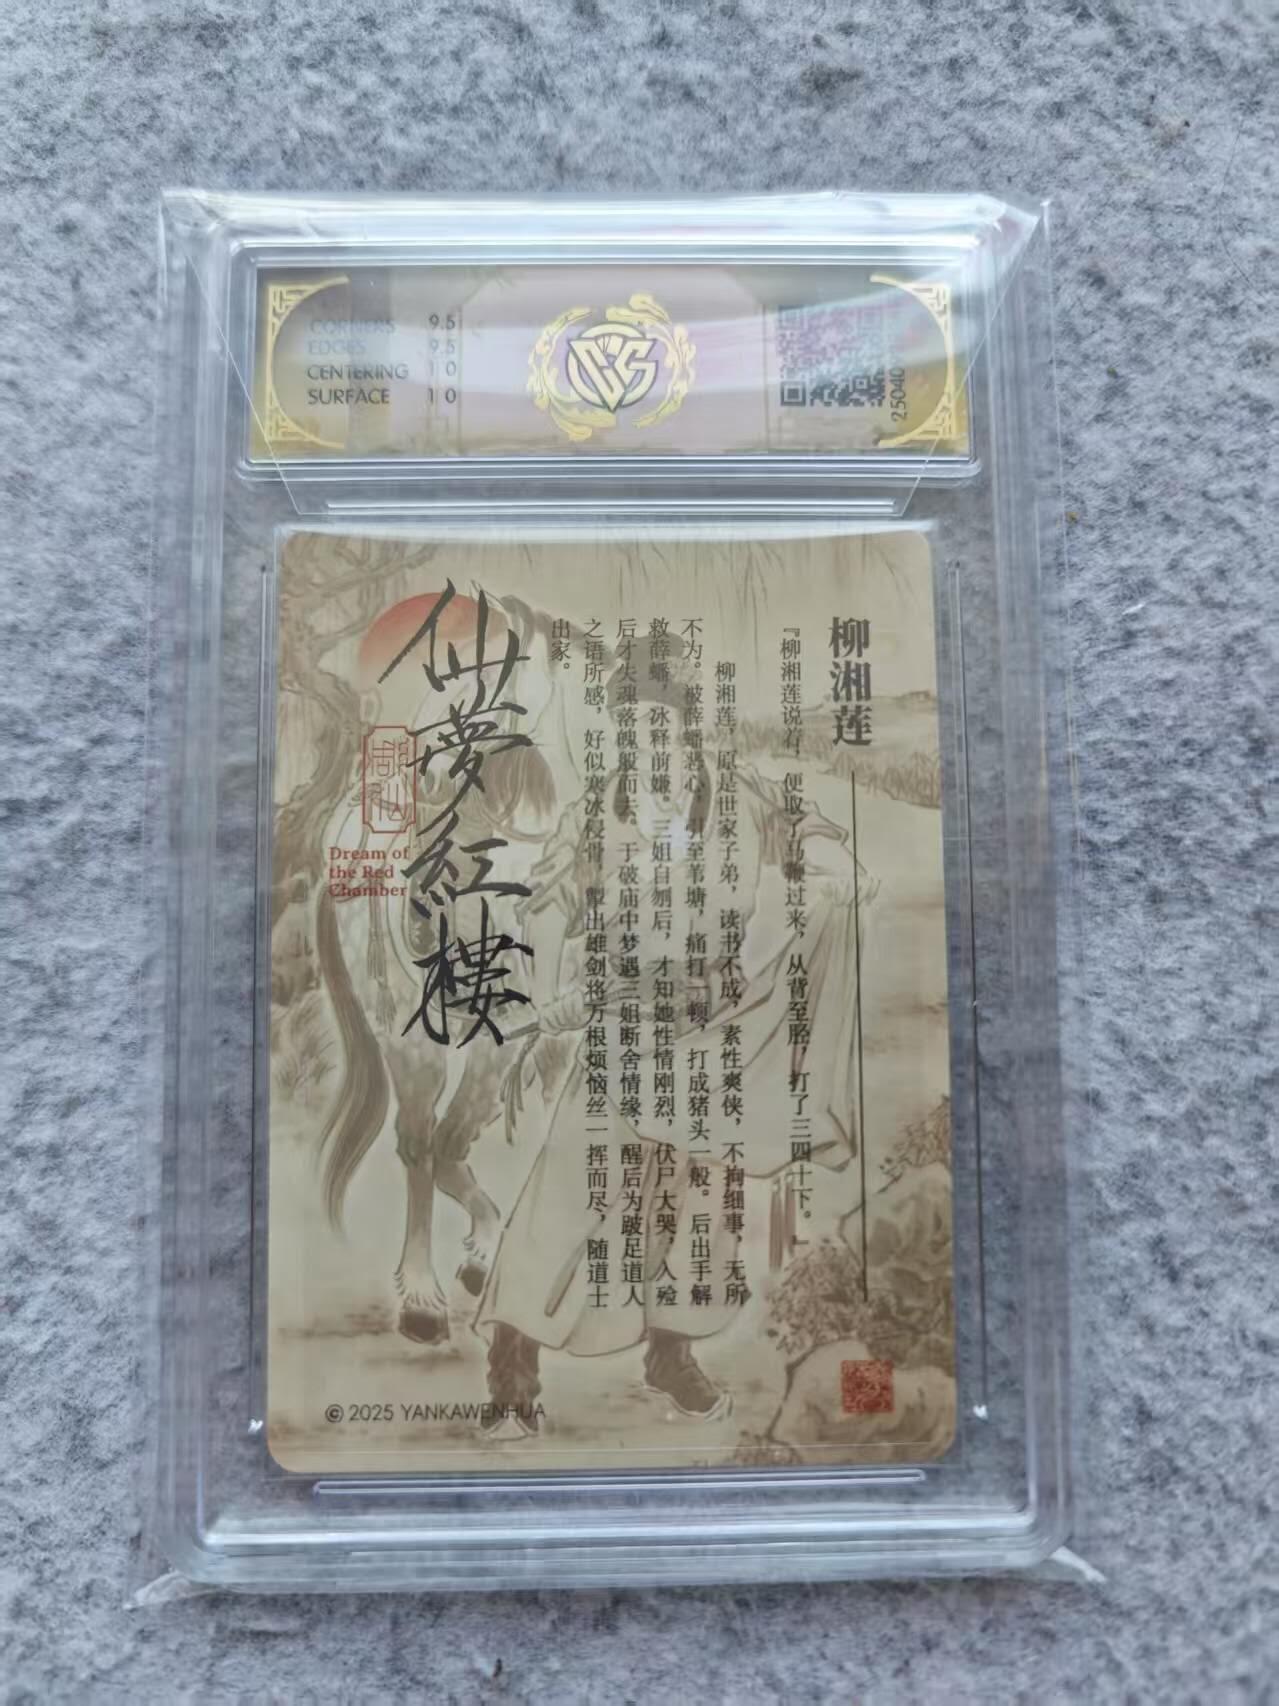 CORNERS 9.5
EDGES 9.5
CENTERING 10
SURFACE 10
CCS
25040
柳湘莲
『柳湘莲说着，便取了马鞭过来，从背至胫，打了三四十下。』
柳湘莲，原是世家子弟，读书不成，素性爽侠，不拘细事，无所
不为。被薛蟠恶心，引至苇塘，痛打一顿，打成猪头一般。后出手解
救薛蟠，冰释前嫌。三姐自刎后，才知她性情刚烈，伏尸大哭，入殓
后才失魂落魄般而去。于破庙中梦遇三姐断舍情缘，醒后为跛足道人
之语所感，好似寒冰侵骨，掣出雄剑将万根烦恼丝一挥而尽，随道士
出家。
仙夢紅樓
Dream of
the Red
Chamber
© 2025 YANKAWENHUA